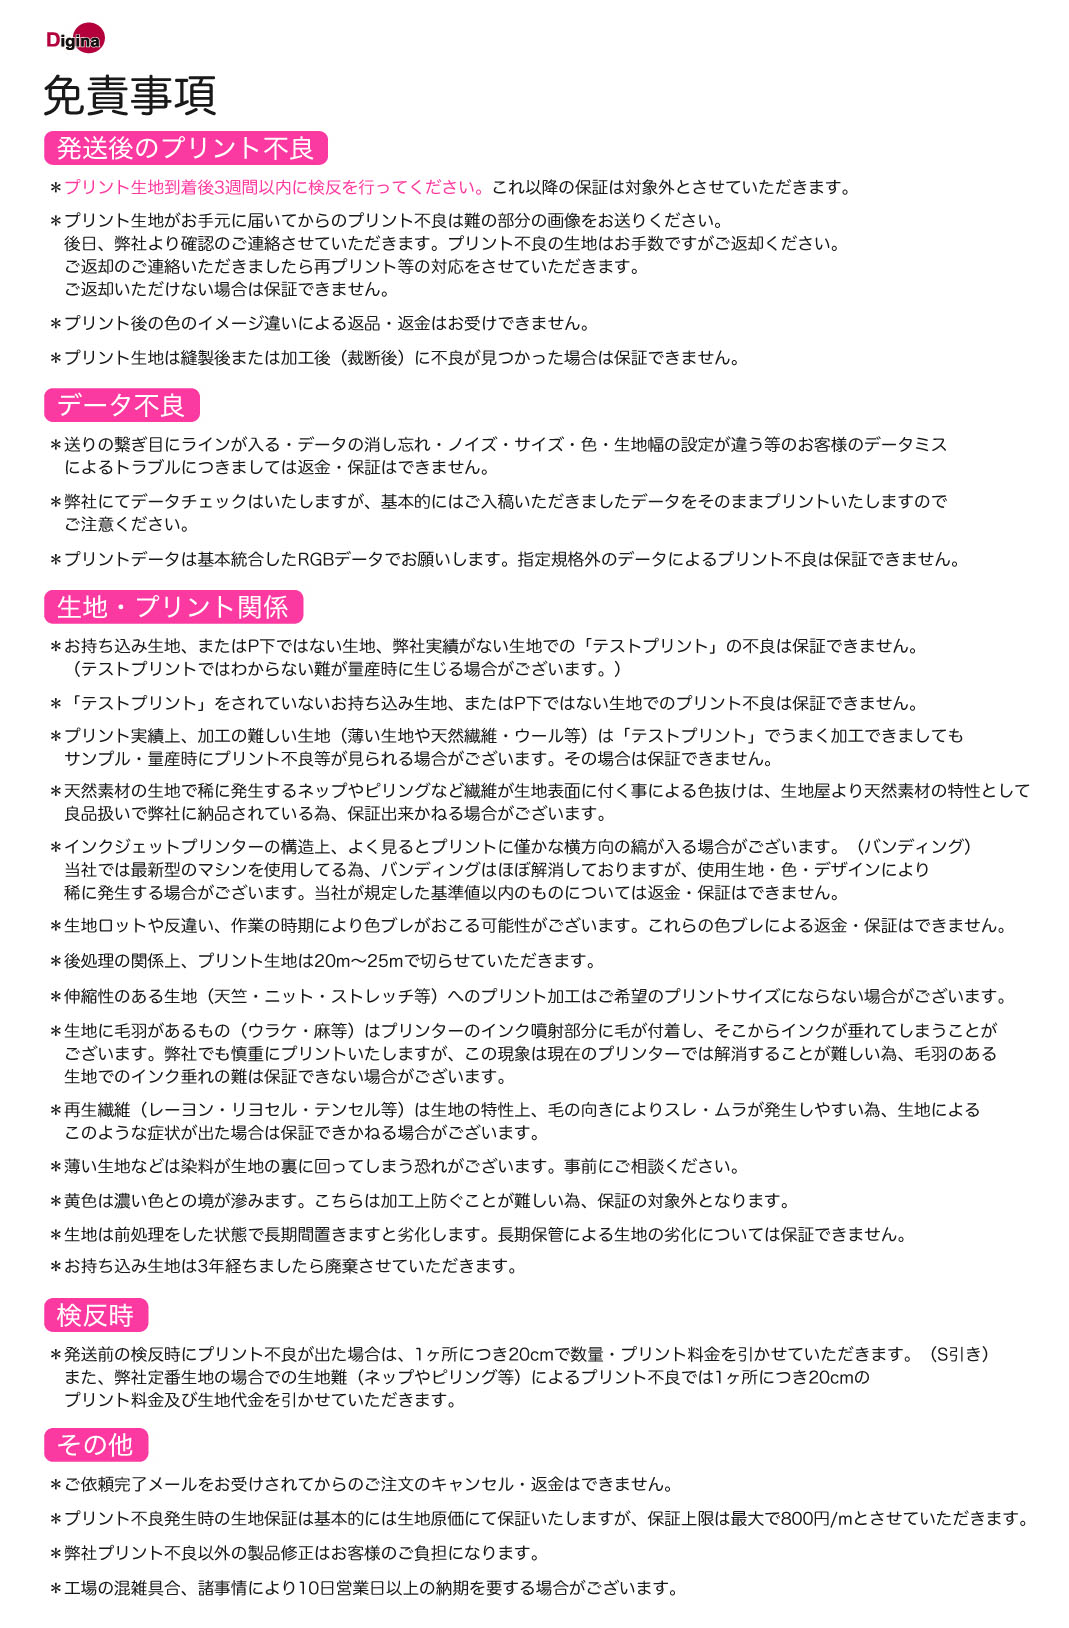 Digina
免責事項
発送後のプリント不良
＊プリント生地到着後3週間以内に検反を行ってください。これ以降の保証は対象外とさせていただきます。
＊プリント生地がお手元に届いてからのプリント不良は難の部分の画像をお送りください。
後日、弊社より確認のご連絡させていただきます。プリント不良の生地はお手数ですがご返却ください。
ご返却のご連絡いただきましたら再プリント等の対応をさせていただきます。
ご返却いただけない場合は保証できません。
＊プリント後の色のイメージ違いによる返品・返金はお受けできません。
＊プリント生地は縫製後または加工後（裁断後）に不良が見つかった場合は保証できません。
データ不良
＊送りの繋ぎ目にラインが入る・データの消し忘れ・ノイズ・サイズ・色・生地幅の設定が違う等のお客様のデータミス
によるトラブルにつきましては返金・保証はできません。
＊弊社にてデータチェックはいたしますが、基本的にはご入稿いただきましたデータをそのままプリントいたしますので
ご注意ください。
＊プリントデータは基本統合したRGBデータでお願いします。指定規格外のデータによるプリント不良は保証できません。
生地・プリント関係
＊お持ち込み生地、またはP下ではない生地、弊社実績がない生地での「テストプリント」の不良は保証できません。
（テストプリントではわからない難が量産時に生じる場合がございます。）
＊「テストプリント」をされていないお持ち込み生地、またはP下ではない生地でのプリント不良は保証できません。
＊プリント実績上、加工の難しい生地（薄い生地や天然繊維・ウール等）は「テストプリント」でうまく加工できましても
サンプル・量産時にプリント不良等が見られる場合がございます。その場合は保証できません。
＊天然素材の生地で稀に発生するネップやピリングなど繊維が生地表面に付く事による色抜けは、生地屋より天然素材の特性として
良品扱いで弊社に納品されている為、保証出来かねる場合がございます。
＊インクジェットプリンターの構造上、よく見るとプリントに僅かな横方向の縞が入る場合がございます。（バンディング）
当社では最新型のマシンを使用してる為、バンディングはほぼ解消しておりますが、使用生地・色・デザインにより
稀に発生する場合がございます。当社が規定した基準値以内のものについては返金・保証はできません。
＊生地ロットや反違い、作業の時期により色ブレがおこる可能性がございます。これらの色ブレによる返金・保証はできません。
＊後処理の関係上、プリント生地は20m〜25mで切らせていただきます。
＊伸縮性のある生地（天竺・ニット・ストレッチ等）へのプリント加工はご希望のプリントサイズにならない場合がございます。
＊生地に毛羽があるもの（ウラケ・麻等）はプリンターのインク噴射部分に毛が付着し、そこからインクが垂れてしまうことが
ございます。弊社でも慎重にプリントいたしますが、この現象は現在のプリンターでは解消することが難しい為、毛羽のある
生地でのインク垂れの難は保証できない場合がございます。
＊再生繊維（レーヨン・リヨセル・テンセル等）は生地の特性上、毛の向きによりスレ・ムラが発生しやすい為、生地による
このような症状が出た場合は保証できかねる場合がございます。
＊薄い生地などは染料が生地の裏に回ってしまう恐れがございます。事前にご相談ください。
＊黄色は濃い色との境が滲みます。こちらは加工上防ぐことが難しい為、保証の対象外となります。
＊生地は前処理をした状態で長期間置きますと劣化します。長期保管による生地の劣化については保証できません。
＊お持ち込み生地は3年経ちましたら廃棄させていただきます。
検反時
＊発送前の検反時にプリント不良が出た場合は、1ヶ所につき20cmで数量・プリント料金を引かせていただきます。（S引き）
また、弊社定番生地の場合での生地難（ネップやピリング等）によるプリント不良では1ヶ所につき20cmの
プリント料金及び生地代金を引かせていただきます。
その他
＊ご依頼完了メールをお受けされてからのご注文のキャンセル・返金はできません。
＊プリント不良発生時の生地保証は基本的には生地原価にて保証いたしますが、保証上限は最大で800円/mとさせていただきます。
＊弊社プリント不良以外の製品修正はお客様のご負担になります。
＊工場の混雑具合、諸事情により10日営業日以上の納期を要する場合がございます。